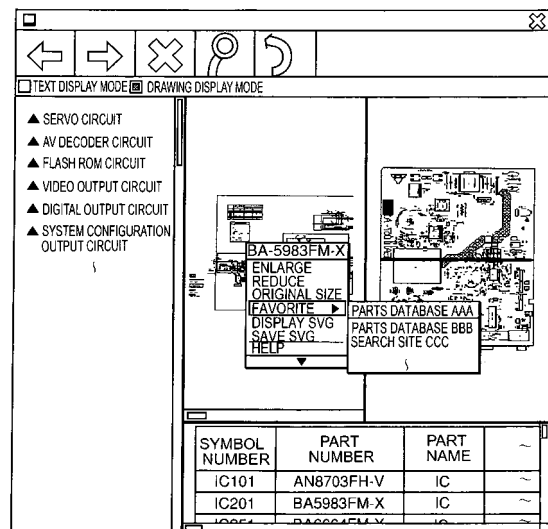 TEXT DISPLAY MODE DRAWING DISPLAY MODE
▲ SERVO CIRCUIT
▲ AV DECODER CIRCUIT
▲ FLASH ROM CIRCUIT
▲ VIDEO OUTPUT CIRCUIT
▲ DIGITAL OUTPUT CIRCUIT
▲ SYSTEM CONFIGURATION
OUTPUT CIRCUIT
BA-5983FM-X
ENLARGE
REDUCE
ORIGINAL SIZE
FAVORITE ▶
DISPLAY SVG
SAVE SVG
HELP
▼
PARTS DATABASE AAA
PARTS DATABASE BBB
SEARCH SITE CCC
SYMBOL NUMBER PART NUMBER PART NAME ~
IC101 AN8703FH-V IC ~
IC201 BA5983FM-X IC ~